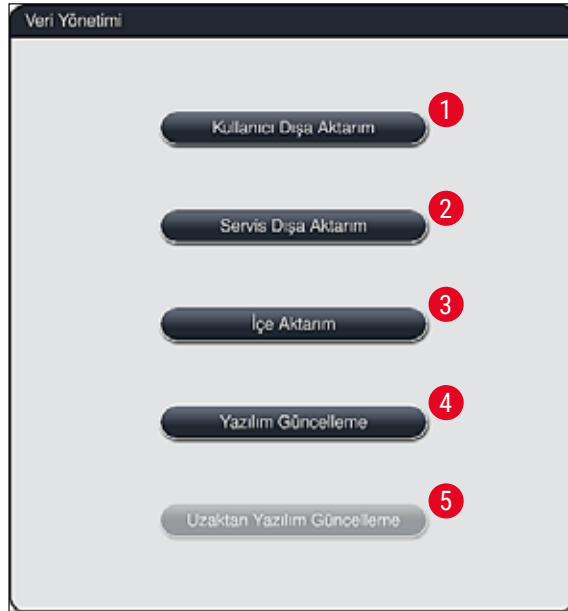 Veri Yönetimi
Kullanıcı Dışa Aktarım
1
Servis Dışa Aktarım
2
İçe Aktarım
3
Yazılım Güncelleme
4
Uzaktan Yazılım Güncelleme
5